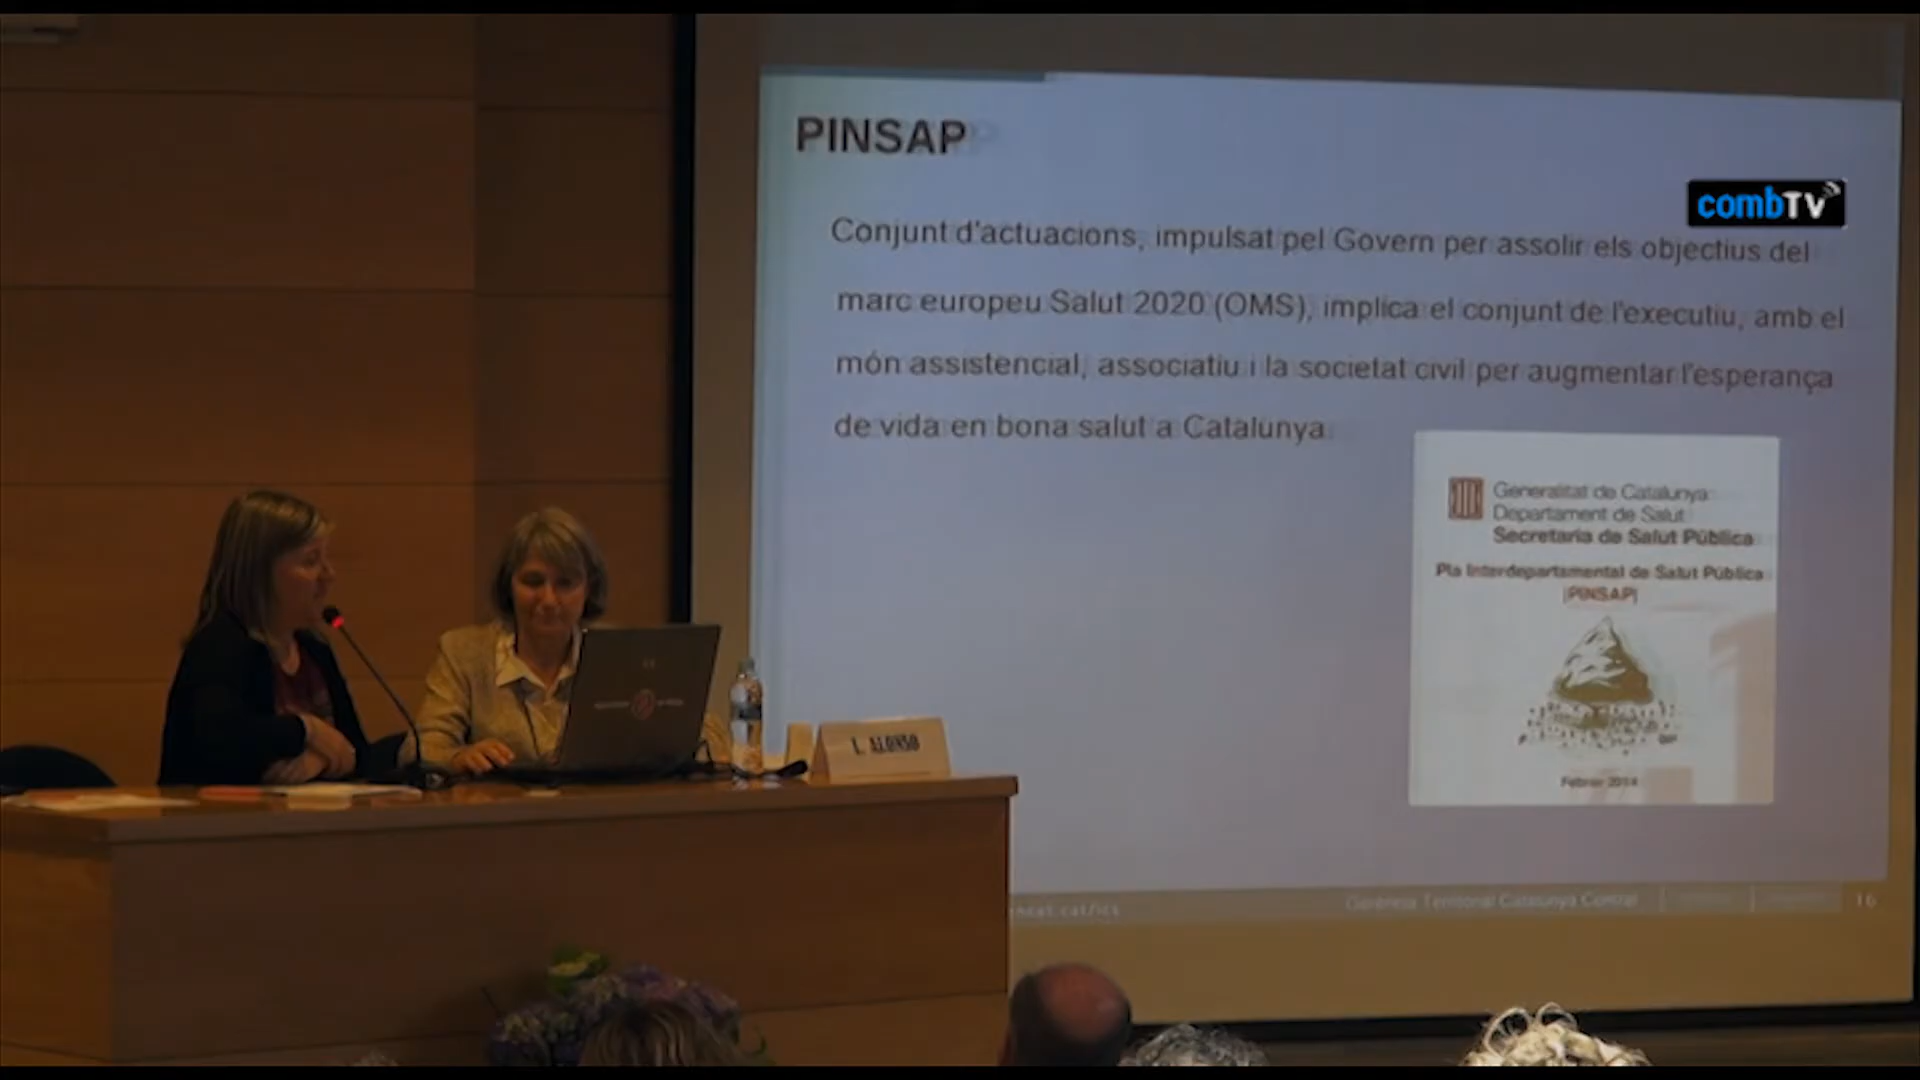 PINSAP
combTV
Conjunt d'actuacions, impulsat pel Govern per assolir els objectius del
marc europeu Salut 2020 (OMS), implica el conjunt de l'executiu, amb el
món assistencial, associatiu i la societat civil per augmentar l'esperança
de vida en bona salut a Catalunya.
Generalitat de Catalunya
Departament de Salut
Secretaria de Salut Pública
Pla Interdepartamental de Salut Pública
(PINSAP)
Febrer 2014
L. ALONSO
ncat.cat/ics
Gerència Territorial Catalunya Central
16